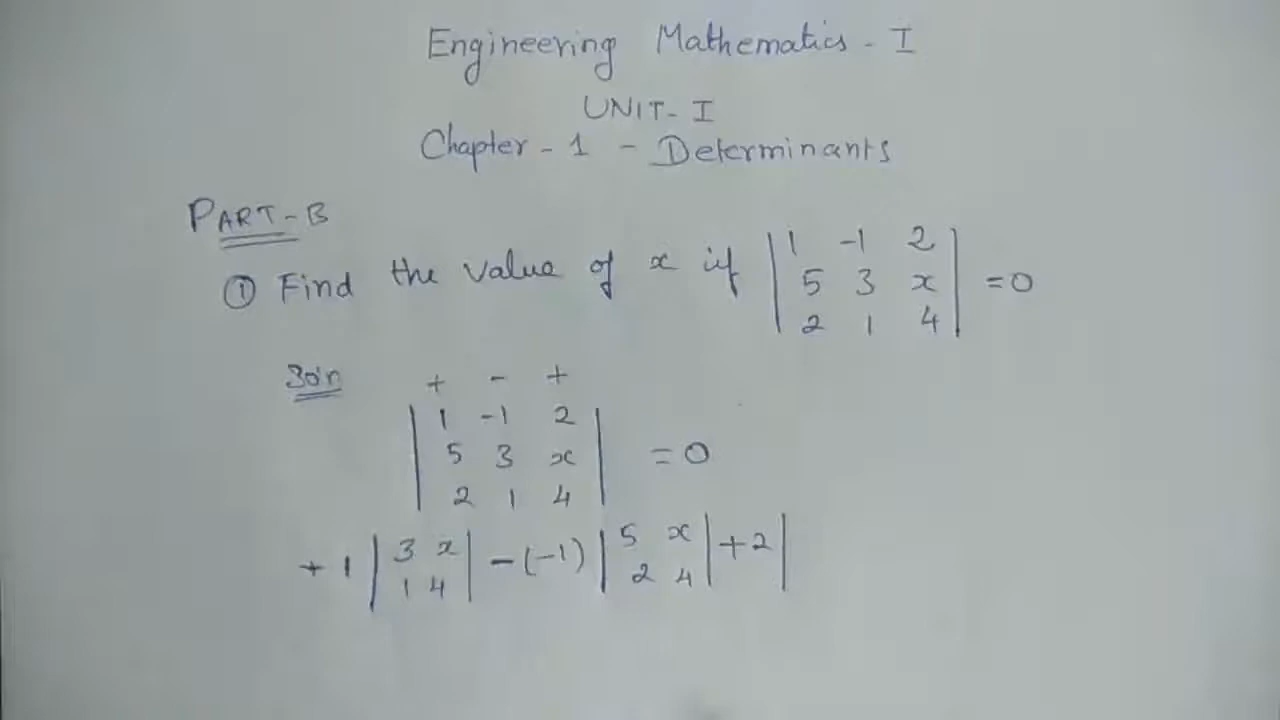 Engineering Mathematics - I
UNIT - I
Chapter - 1 - Determinants
PART - B
① Find the value of x if | 1 -1 2 |
| 5 3 x | = 0
| 2 1 4 |
Soln
+ - +
| 1 -1 2 |
| 5 3 x | = 0
| 2 1 4 |
+ 1 | 3 x | - (-1) | 5 x | + 2 |
| 1 4 | | 2 4 |